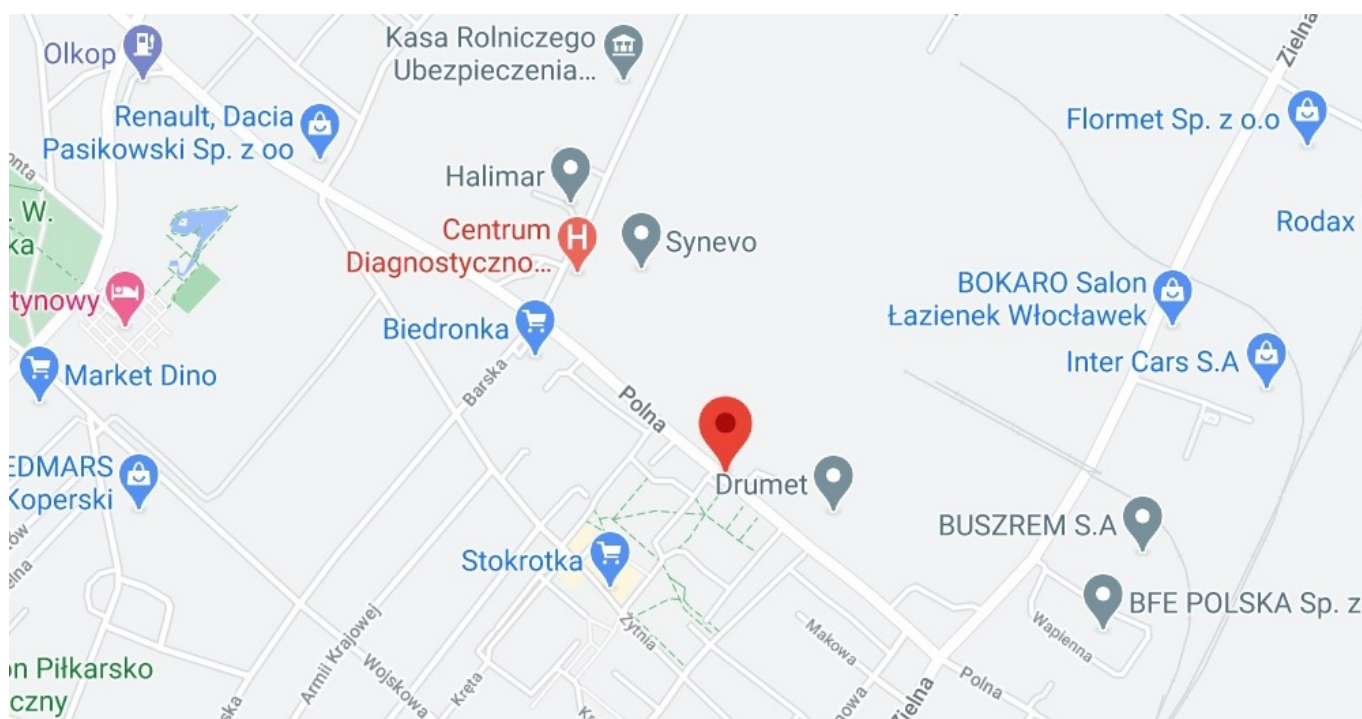 Olkop
Kasa Rolniczego
Ubezpieczenia...
Zielna
Renault, Dacia
Pasikowski Sp. z oo
Flormet Sp. z o.o
Halimar
. W.
ka
Centrum
Diagnostyczno...
Synevo
Rodax
BOKARO Salon
Łazienek Włocławek
tynowy
Biedronka
Market Dino
Barska
Inter Cars S.A
Polna
EDMARS
Koperski
Drumet
BUSZREM S.A
Stokrotka
BFE POLSKA Sp. z
Wapienna
Żytnia
Makowa
Armii Krajowej
Wojskowa
Kręta
on Piłkarsko
czny
Polna
Zielna